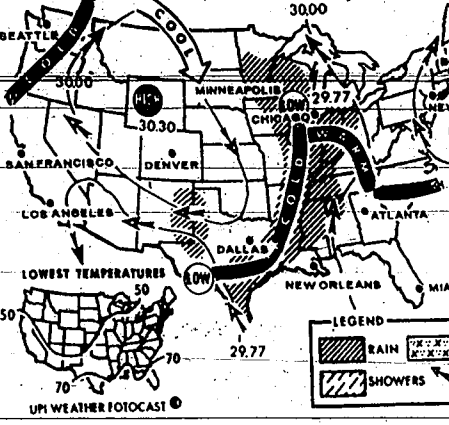 30.00
SEATTLE
COLD
COOL
30.00
MINNEAPOLIS
HIGH
LOW
29.77
CHICAGO
30.30
NEW
WARM
SAN FRANCISCO
DENVER
COLD
LOS ANGELES
ATLANTA
DALLAS
LOWEST TEMPERATURES
LOW
NEW ORLEANS
MIA
50
50
LEGEND
29.77
RAIN
70
70
SHOWERS
UPI WEATHER FOTOCAST ©